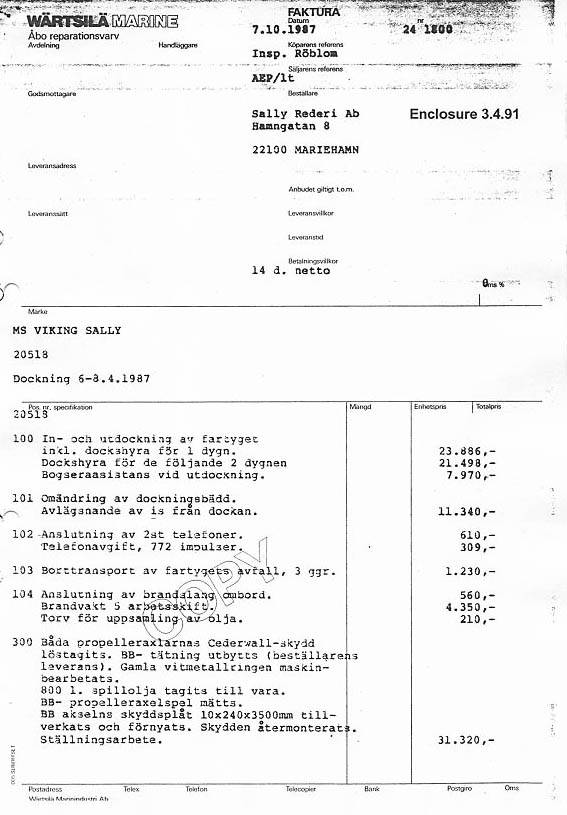 WÄRTSILÄ MARINE
Åbo reparationsvarv
Avdelning Handläggare
FAKTURA
Datum nr
7.10.1987 24 1800
Köparens referens
Insp. Röblom
Säljarens referens
AEP/lt
Godsmottagare Beställare
Sally Rederi Ab Enclosure 3.4.91
Hamngatan 8
22100 MARIEHAMN
Leveransadress
Anbudet giltigt t.o.m.
Leveranssätt Leveransvillkor
Leveranstid
Betalningsvillkor
14 d. netto
Oms %
Märke
MS VIKING SALLY
20518
Dockning 6-8.4.1987
Pos. nr, specifikation Mängd Enhetspris Totalpris
20518
100 In- och utdockning av fartyget
inkl. dockshyra för 1 dygn. 23.886,-
Dockshyra för de följande 2 dygnen 21.498,-
Bogseraasistans vid utdockning. 7.970,-
101 Omändring av dockningsbädd.
Avlägsnande av is från dockan. 11.340,-
102 Anslutning av 2st telefoner. 610,-
Telefonavgift, 772 impulser. 309,-
103 Borttransport av fartygets avfall, 3 ggr. 1.230,-
104 Anslutning av brandslang ombord. 560,-
Brandvakt 5 arbetsskift. 4.350,-
Torv för uppsamling av olja. 210,-
COPY
300 Båda propelleraxlarnas Cederwall-skydd
löstagits. BB- tätning utbytts (beställarens
leverans). Gamla vitmetallringen maskin-
bearbetats.
800 l. spillolja tagits till vara.
BB- propelleraxelspel mätts.
BB akselns skyddsplåt 10x240x3500mm till-
verkats och förnyats. Skydden återmonterats.
Ställningsarbete. 31.320,-
Postadress Telex Telefon Telecopier Bank Postgiro Oms
Wärtsilä Marinindustri Ab